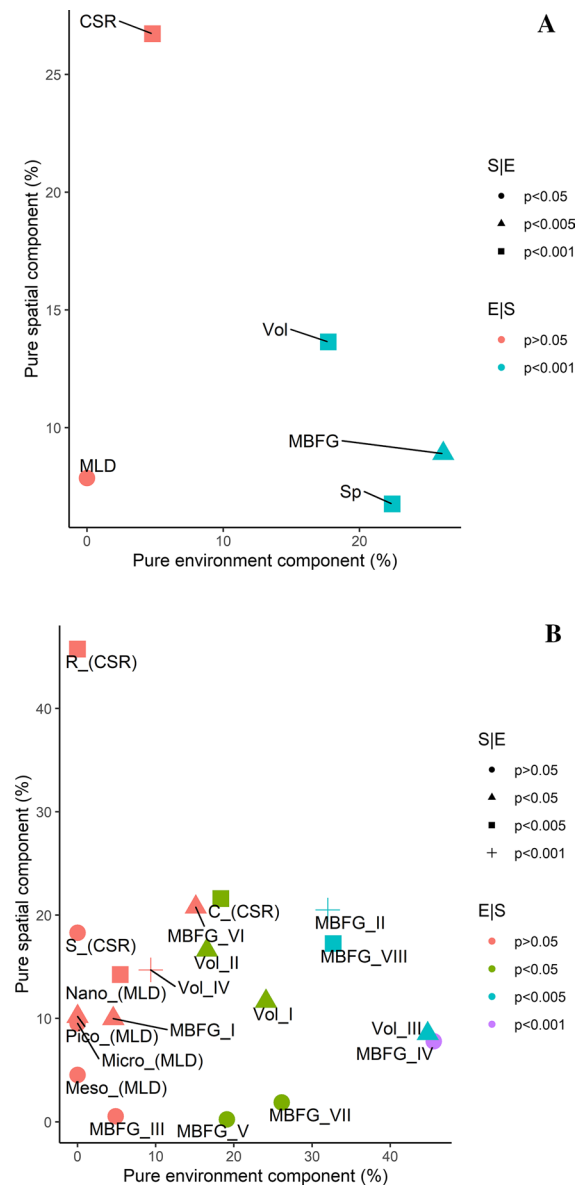 A
CSR
25
20
15
10
Pure spatial component (%)
Vol
MBFG
MLD
Sp
0
10
20
Pure environment component (%)
S|E
p<0.05
p<0.005
p<0.001
E|S
p>0.05
p<0.001
B
R_(CSR)
40
30
20
10
0
Pure spatial component (%)
C_(CSR)
MBFG_II
MBFG_VI
S_(CSR)
Vol_II
MBFG_VIII
Vol_IV
Nano_(MLD)
Vol_I
MBFG_I
Vol_III
Pico_(MLD)
MBFG_IV
Micro_(MLD)
Meso_(MLD)
MBFG_VII
MBFG_III
MBFG_V
0
10
20
30
40
Pure environment component (%)
S|E
p>0.05
p<0.05
p<0.005
p<0.001
E|S
p>0.05
p<0.05
p<0.005
p<0.001